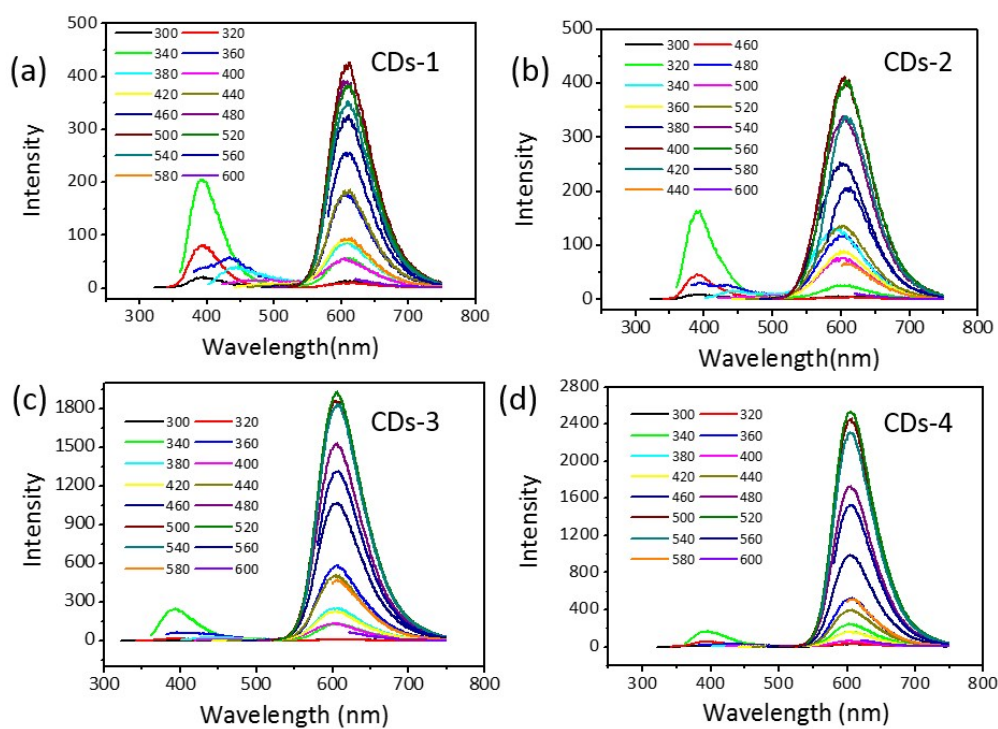 (a)
CDs-1
300 320
340 360
380 400
420 440
460 480
500 520
540 560
580 600
500
400
300
200
100
0
Intensity
300 400 500 600 700 800
Wavelength(nm)
(b)
CDs-2
300 460
320 480
340 500
360 520
380 540
400 560
420 580
440 600
500
400
300
200
100
0
Intensity
300 400 500 600 700 800
Wavelength(nm)
(c)
CDs-3
300 320
340 360
380 400
420 440
460 480
500 520
540 560
580 600
1800
1500
1200
900
600
300
0
Intensity
300 400 500 600 700 800
Wavelength (nm)
(d)
CDs-4
300 320
340 360
380 400
420 440
460 480
500 520
540 560
580 600
2800
2400
2000
1600
1200
800
400
0
Intensity
300 400 500 600 700 800
Wavelength (nm)